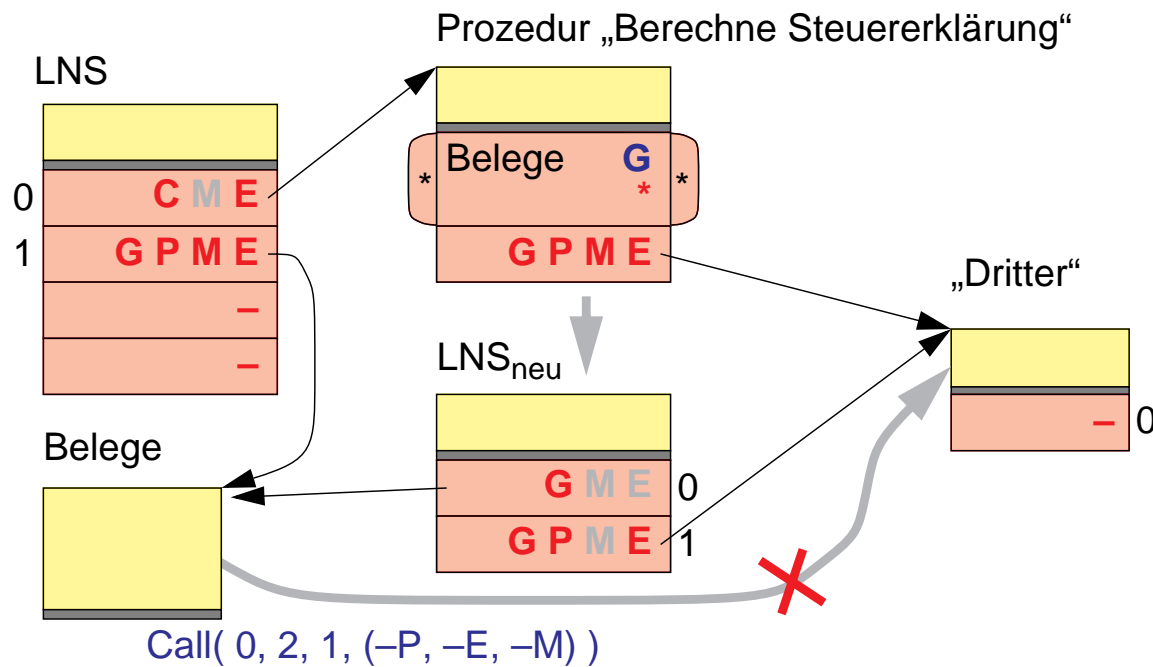 Prozedur „Berechne Steuererklärung“
LNS
0 C M E
1 G P M E
–
–
* Belege G *
*
G P M E
„Dritter“
– 0
LNSneu
G M E 0
G P M E 1
Belege
Call( 0, 2, 1, (–P, –E, –M) )